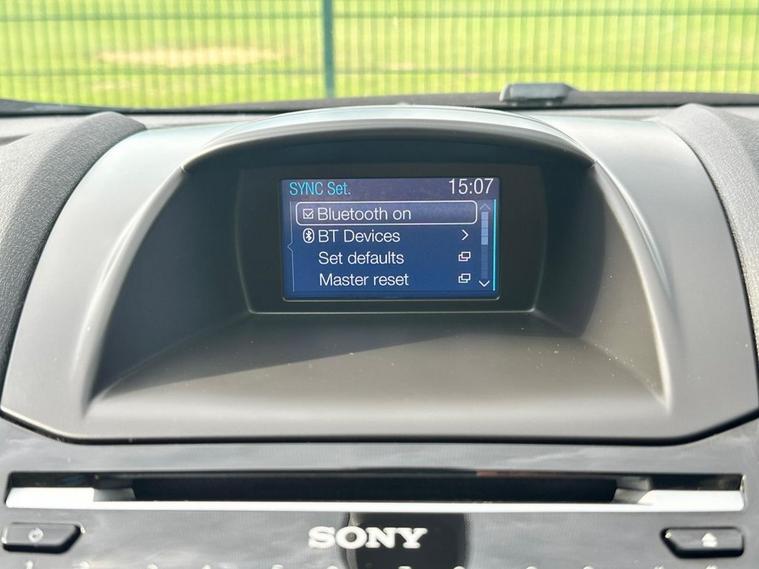 SYNC Set. 15:07
Bluetooth on
BT Devices
Set defaults
Master reset
SONY